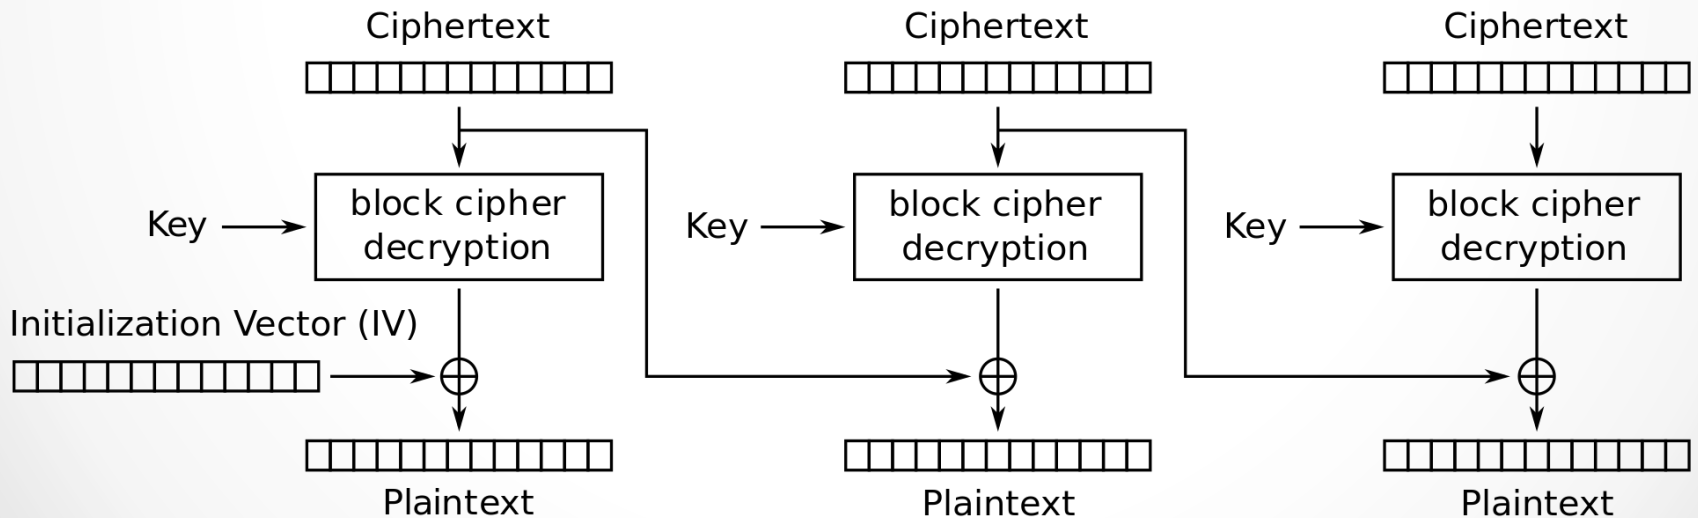 Ciphertext
Ciphertext
Ciphertext
Key
block cipher
decryption
Key
block cipher
decryption
Key
block cipher
decryption
Initialization Vector (IV)
Plaintext
Plaintext
Plaintext